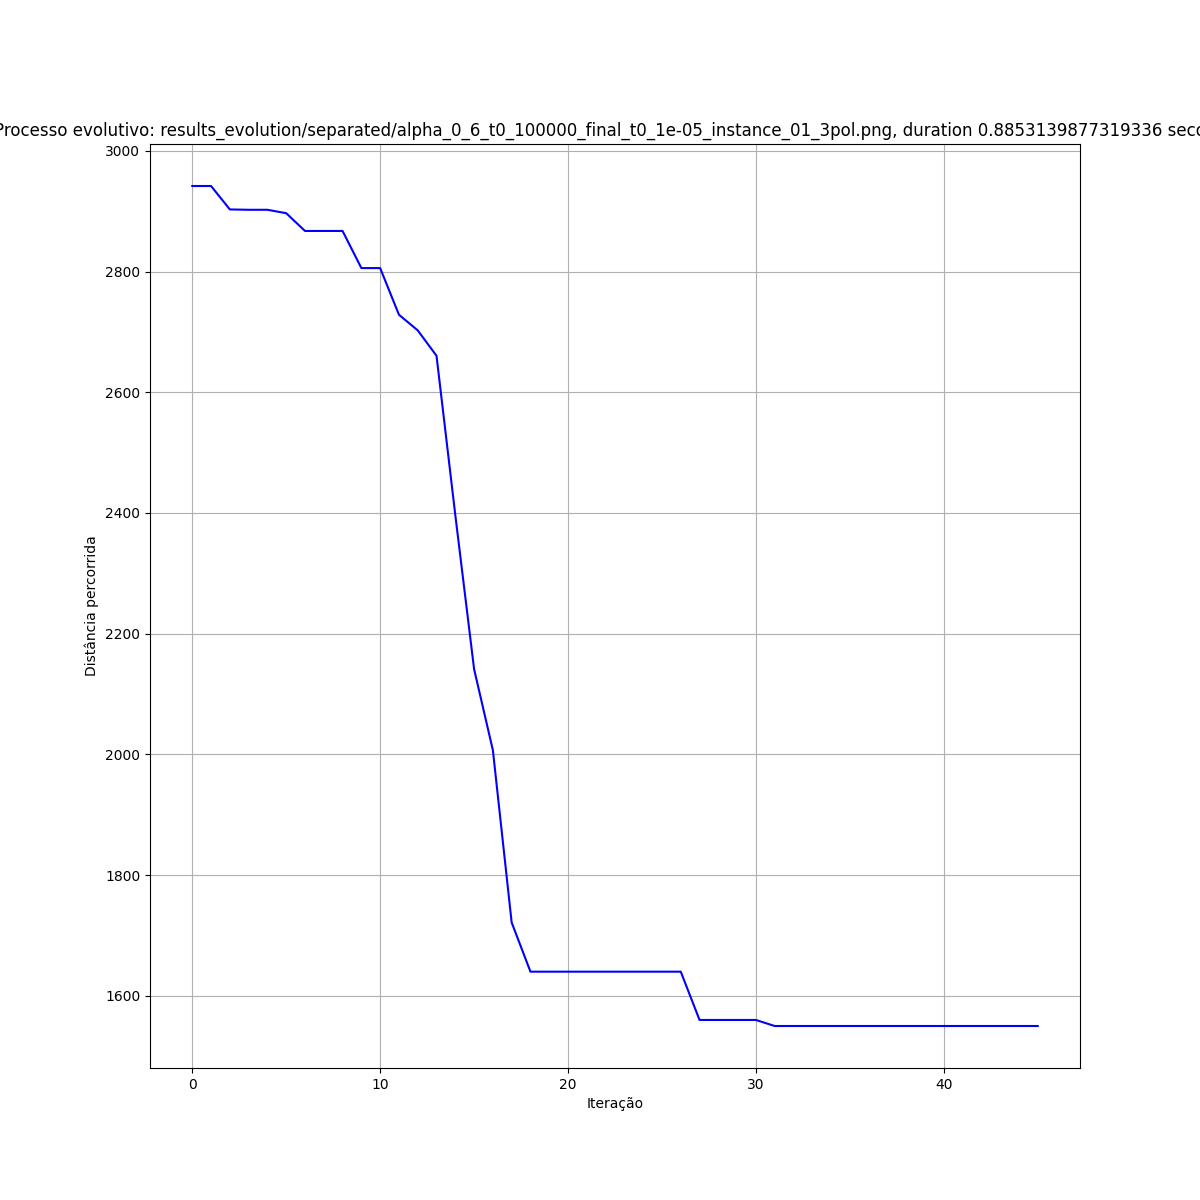 Processo evolutivo: results_evolution/separated/alpha_0_6_t0_100000_final_t0_1e-05_instance_01_3pol.png, duration 0.8853139877319336
3000
2800
2600
2400
2200
2000
1800
1600
Distância percorrida
0 10 20 30 40
Iteração